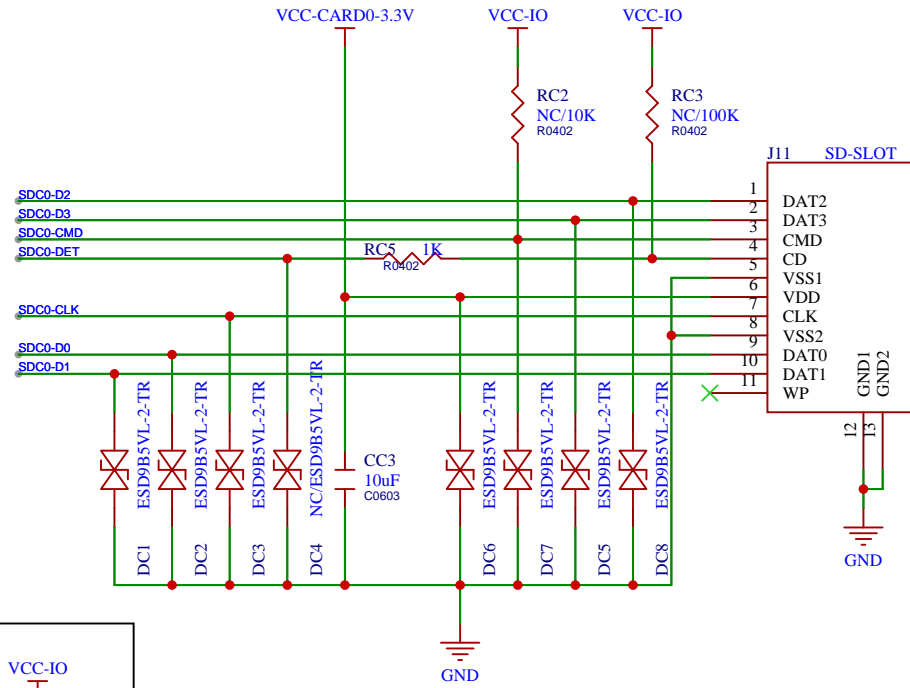 VCC-CARD0-3.3V
VCC-IO
VCC-IO
RC2
NC/10K
R0402
RC3
NC/100K
R0402
J11
SD-SLOT
SDC0-D2
SDC0-D3
SDC0-CMD
SDC0-DET
SDC0-CLK
SDC0-D0
SDC0-D1
RC5
1K
R0402
1
DAT2
2
DAT3
3
CMD
4
CD
5
VSS1
6
VDD
7
CLK
8
VSS2
9
DAT0
10
DAT1
11
WP
GND1
GND2
12
13
GND
ESD9B5VL-2-TR
ESD9B5VL-2-TR
ESD9B5VL-2-TR
NC/ESD9B5VL-2-TR
CC3
10uF
C0603
ESD9B5VL-2-TR
ESD9B5VL-2-TR
ESD9B5VL-2-TR
ESD9B5VL-2-TR
DC1
DC2
DC3
DC4
DC6
DC7
DC5
DC8
GND
VCC-IO